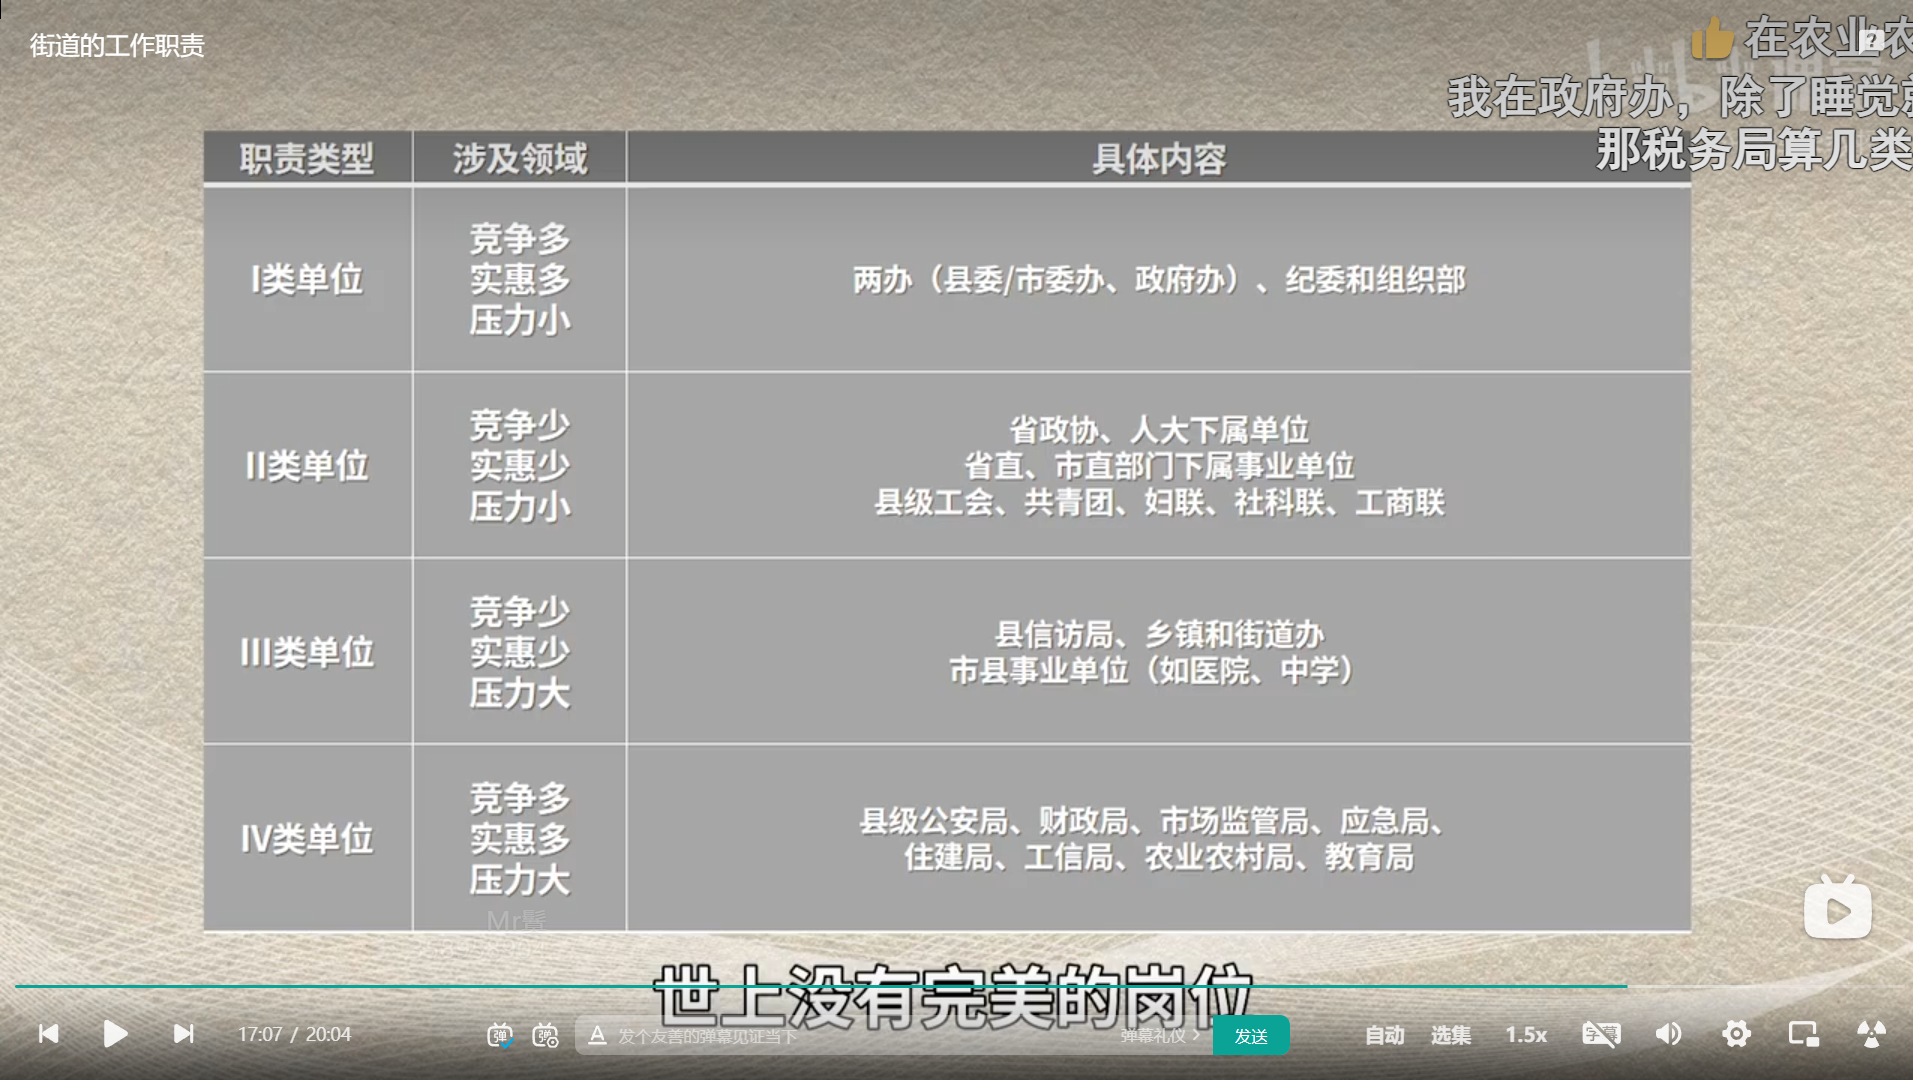 街道的工作职责
在农业农
我在政府办，除了睡觉
那税务局算几类
职责类型 涉及领域 具体内容
I类单位
竞争多
实惠多
压力小
两办（县委/市委办、政府办）、纪委和组织部
II类单位
竞争少
实惠少
压力小
省政协、人大下属单位
省直、市直部门下属事业单位
县级工会、共青团、妇联、社科联、工商联
III类单位
竞争少
实惠少
压力大
县信访局、乡镇和街道办
市县事业单位（如医院、中学）
IV类单位
竞争多
实惠多
压力大
县级公安局、财政局、市场监管局、应急局、
住建局、工信局、农业农村局、教育局
世上没有完美的岗位
17:07 / 20:04
弹
弹
A 发个友善的弹幕见证当下
弹幕礼仪 >
发送
自动
选集
1.5x
字幕